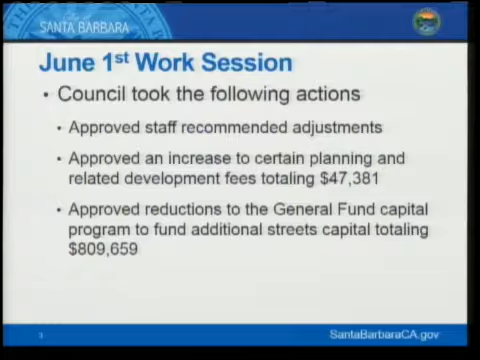 SANTA BARBARA
June 1st Work Session
• Council took the following actions
• Approved staff recommended adjustments
• Approved an increase to certain planning and
related development fees totaling $47,381
• Approved reductions to the General Fund capital
program to fund additional streets capital totaling
$809,659
3
SantaBarbaraCA.gov